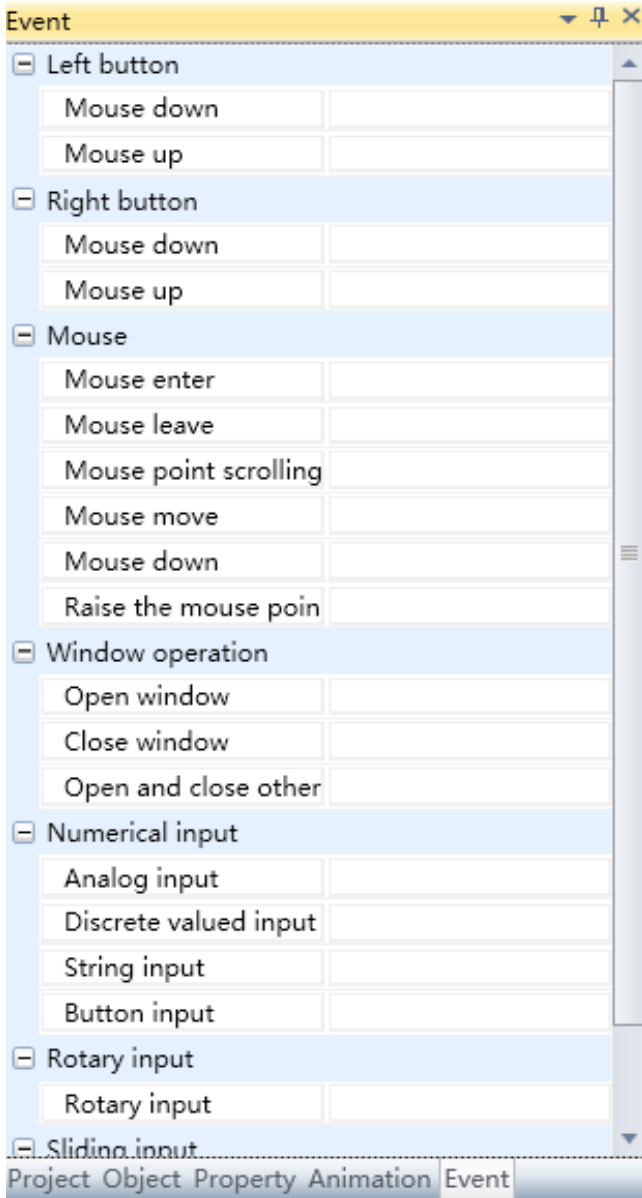 Event
Left button
Mouse down
Mouse up
Right button
Mouse down
Mouse up
Mouse
Mouse enter
Mouse leave
Mouse point scrolling
Mouse move
Mouse down
Raise the mouse poin
Window operation
Open window
Close window
Open and close other
Numerical input
Analog input
Discrete valued input
String input
Button input
Rotary input
Rotary input
Sliding input
Project Object Property Animation Event